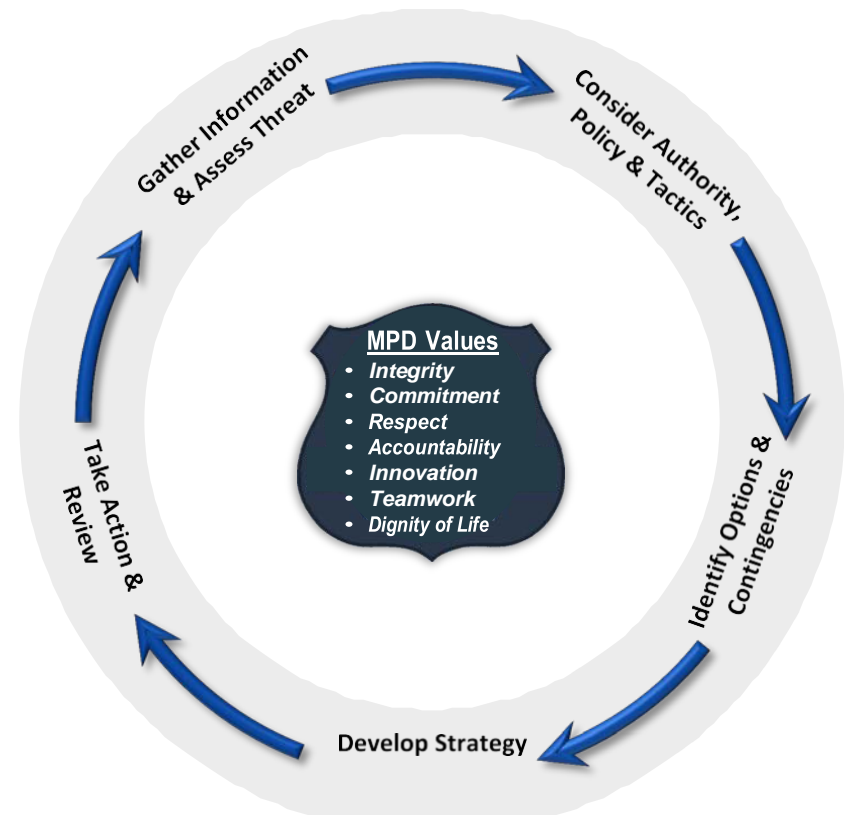 Gather Information
& Assess Threat
Consider Authority,
Policy & Tactics
Identify Options &
Contingencies
Develop Strategy
Take Action &
Review
MPD Values
• Integrity
• Commitment
• Respect
• Accountability
• Innovation
• Teamwork
• Dignity of Life